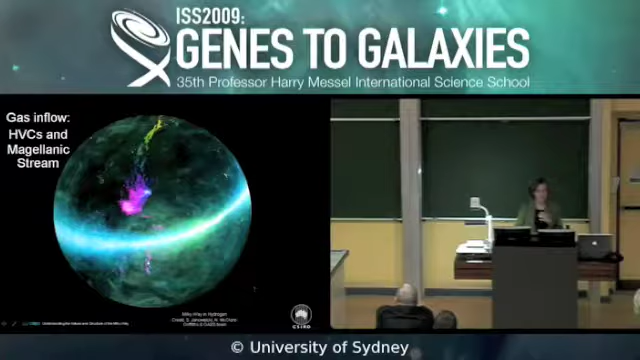 ISS2009:
GENES TO GALAXIES
35th Professor Harry Messel International Science School
Gas inflow:
HVCs and
Magellanic
Stream
Milky Way in Hydrogen
CSIRO
© University of Sydney